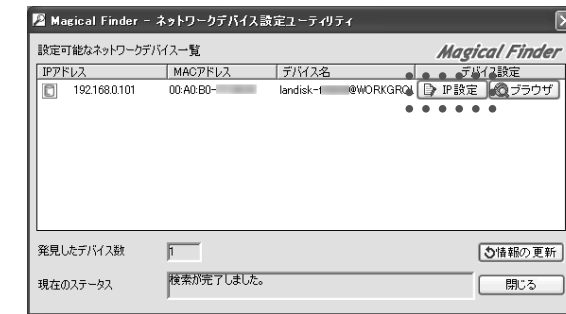 Magical Finder - ネットワークデバイス設定ユーティリティ
設定可能なネットワークデバイス一覧
Magical Finder
IPアドレス MACアドレス デバイス名 デバイス設定
192.168.0.101 00:A0:B0- landisk- @WORKGRO IP設定 ブラウザ
発見したデバイス数 1
情報の更新
現在のステータス 検索が完了しました。
閉じる